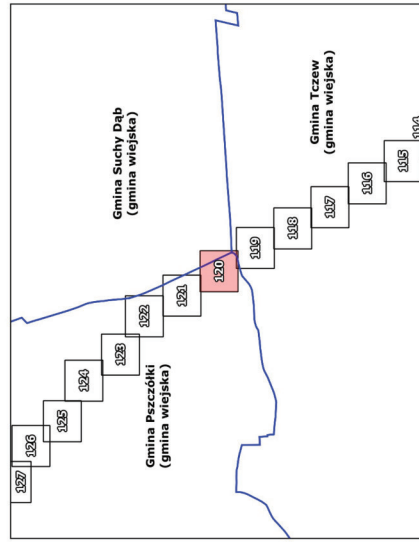 Gmina Suchy Dąb
(gmina wiejska)
Gmina Tczew
(gmina wiejska)
Gmina Pszczółki
(gmina wiejska)
127
126
125
124
123
122
121
120
119
118
117
116
115
114